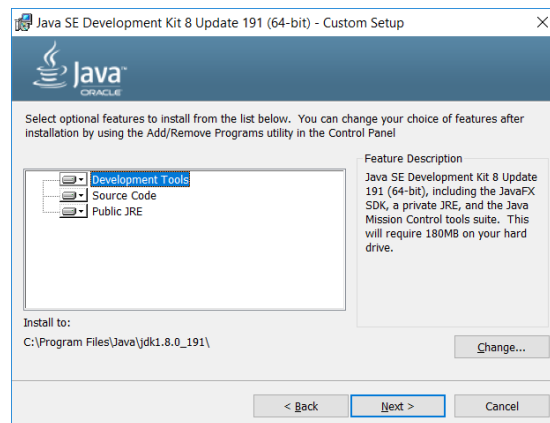 Java SE Development Kit 8 Update 191 (64-bit) - Custom Setup
Java™
ORACLE
Select optional features to install from the list below. You can change your choice of features after
installation by using the Add/Remove Programs utility in the Control Panel
Development Tools
Source Code
Public JRE
Feature Description
Java SE Development Kit 8 Update
191 (64-bit), including the JavaFX
SDK, a private JRE, and the Java
Mission Control tools suite. This
will require 180MB on your hard
drive.
Install to:
C:\Program Files\Java\jdk1.8.0_191\
Change...
< Back
Next >
Cancel